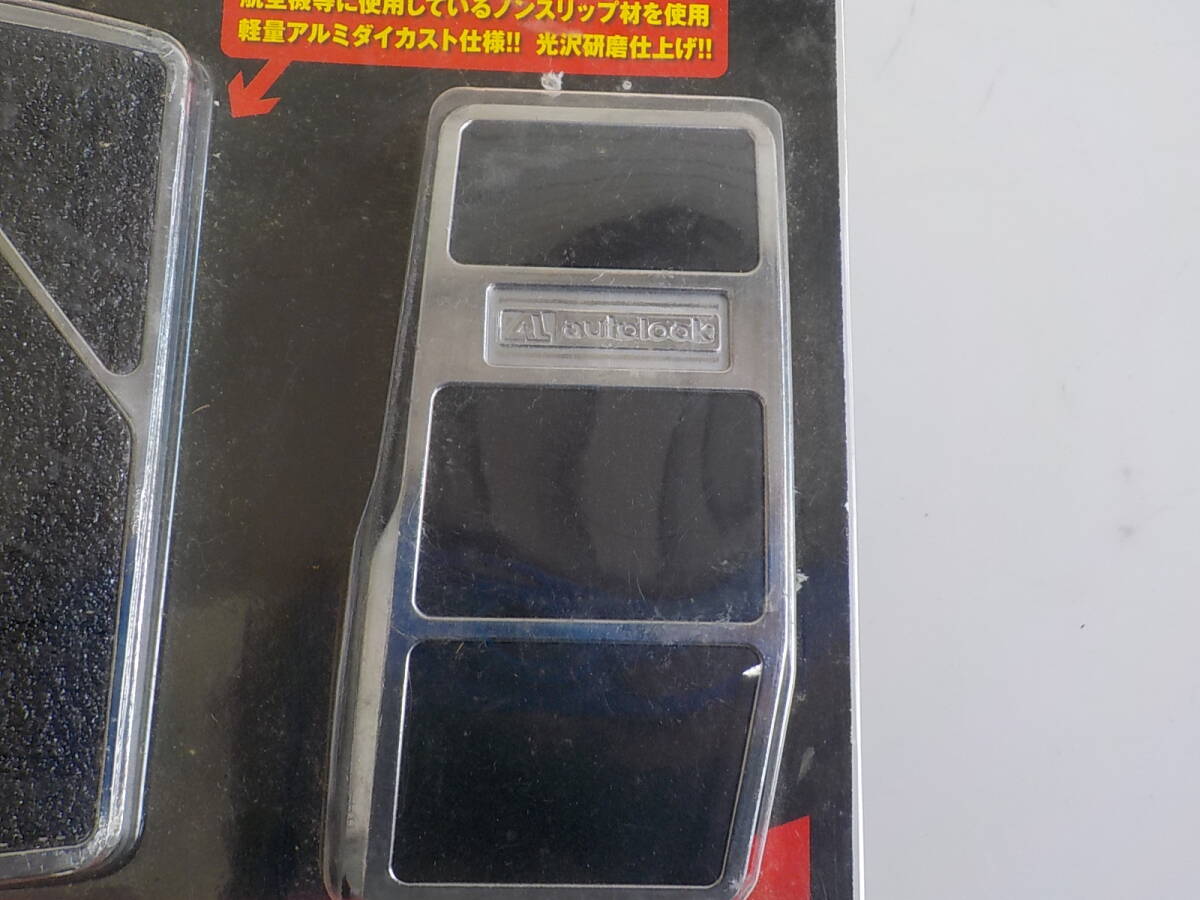 航空機等に使用しているノンスリップ材を使用
軽量アルミダイカスト仕様!! 光沢研磨仕上げ!!
AL autolook